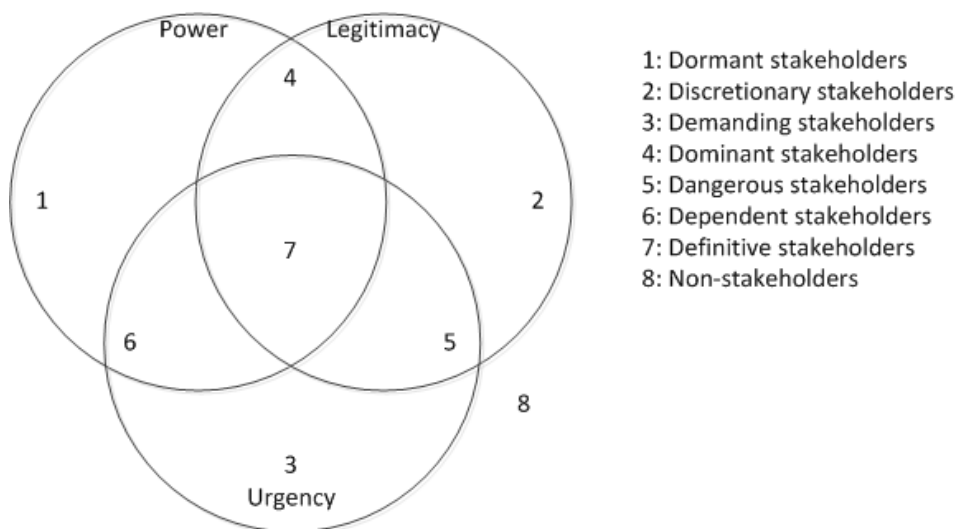 Power
Legitimacy
4
1
2
7
6
5
8
3
Urgency
1: Dormant stakeholders
2: Discretionary stakeholders
3: Demanding stakeholders
4: Dominant stakeholders
5: Dangerous stakeholders
6: Dependent stakeholders
7: Definitive stakeholders
8: Non-stakeholders